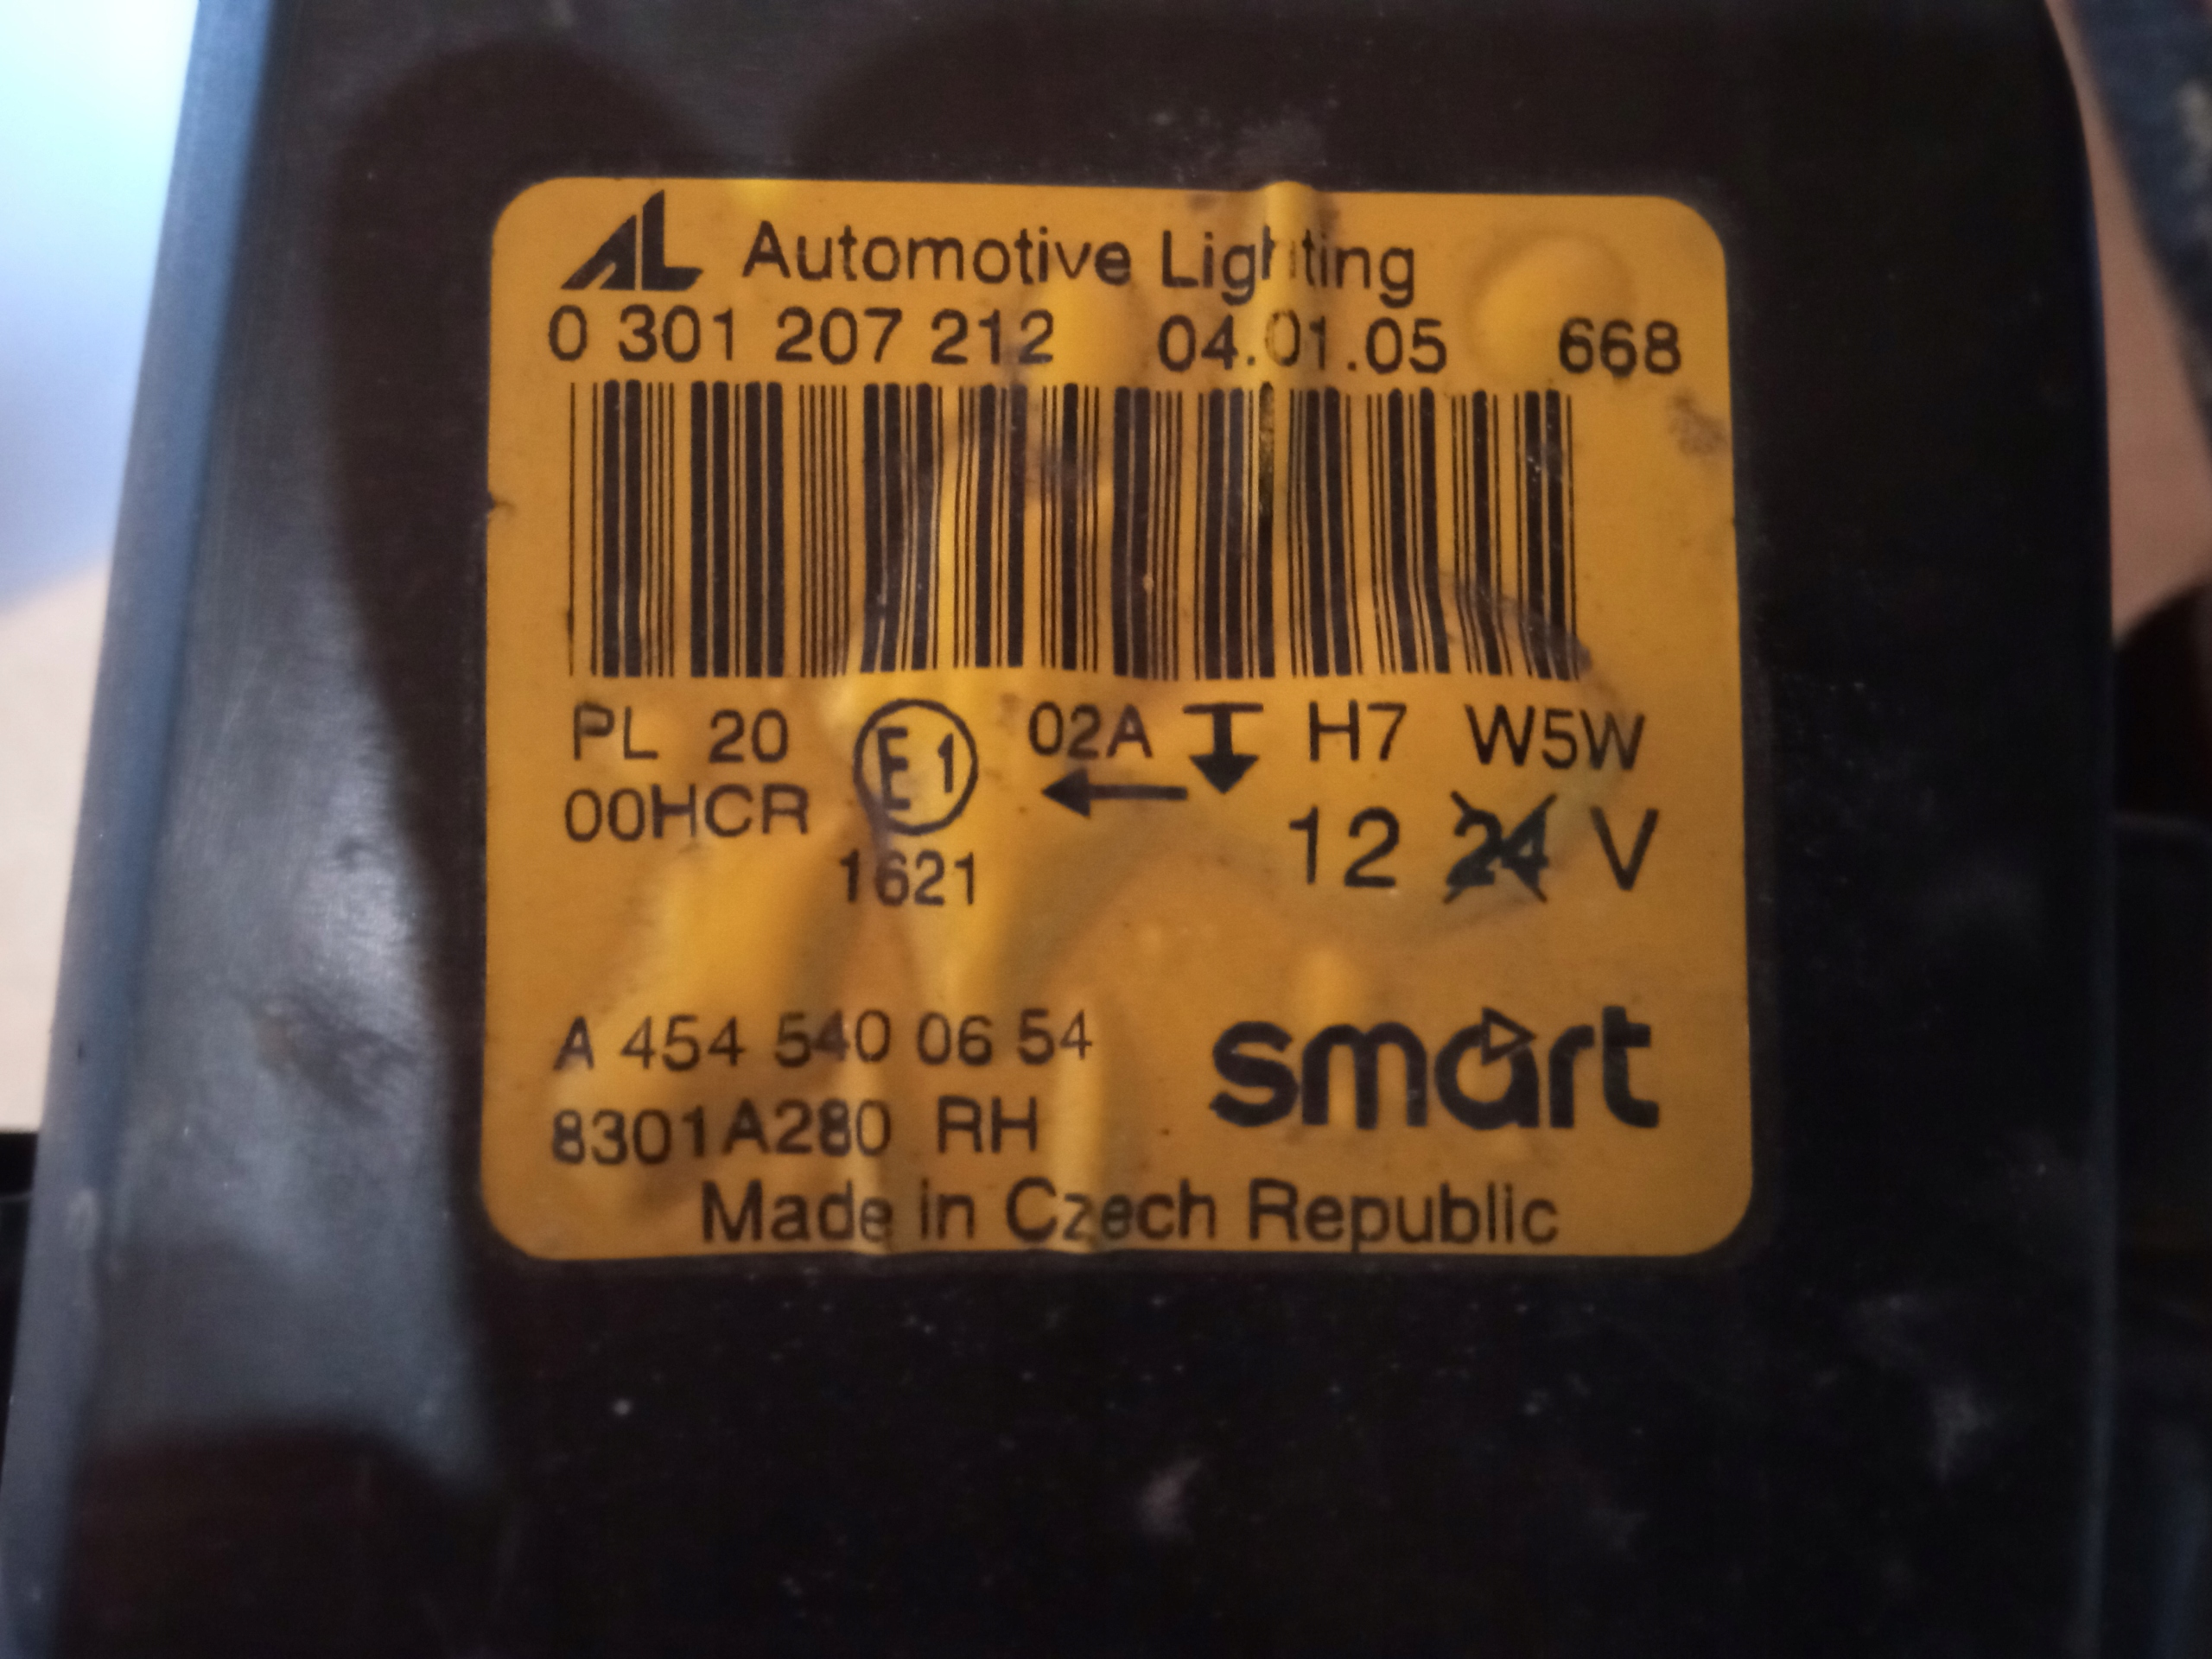 AL Automotive Lighting
0 301 207 212 04.01.05 668
PL 20 E1 02A H7 W5W
00HCR 12 24 V
1621
A 454 540 06 54 smart
8301A280 RH
Made in Czech Republic